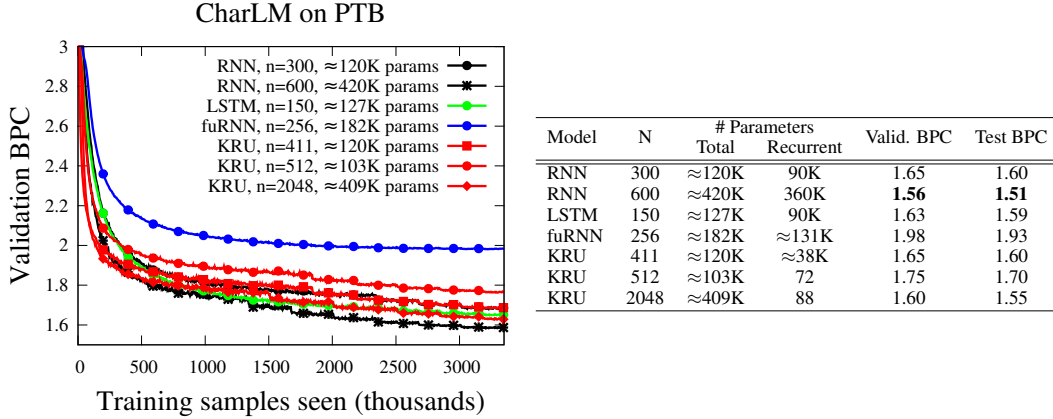 CharLM on PTB
Validation BPC
3
2.8
2.6
2.4
2.2
2
1.8
1.6
RNN, n=300, ≈120K params
RNN, n=600, ≈420K params
LSTM, n=150, ≈127K params
fuRNN, n=256, ≈182K params
KRU, n=411, ≈120K params
KRU, n=512, ≈103K params
KRU, n=2048, ≈409K params
0 500 1000 1500 2000 2500 3000
Training samples seen (thousands)
Model N # Parameters Valid. BPC Test BPC
Total Recurrent
RNN 300 ≈120K 90K 1.65 1.60
RNN 600 ≈420K 360K 1.56 1.51
LSTM 150 ≈127K 90K 1.63 1.59
fuRNN 256 ≈182K ≈131K 1.98 1.93
KRU 411 ≈120K ≈38K 1.65 1.60
KRU 512 ≈103K 72 1.75 1.70
KRU 2048 ≈409K 88 1.60 1.55